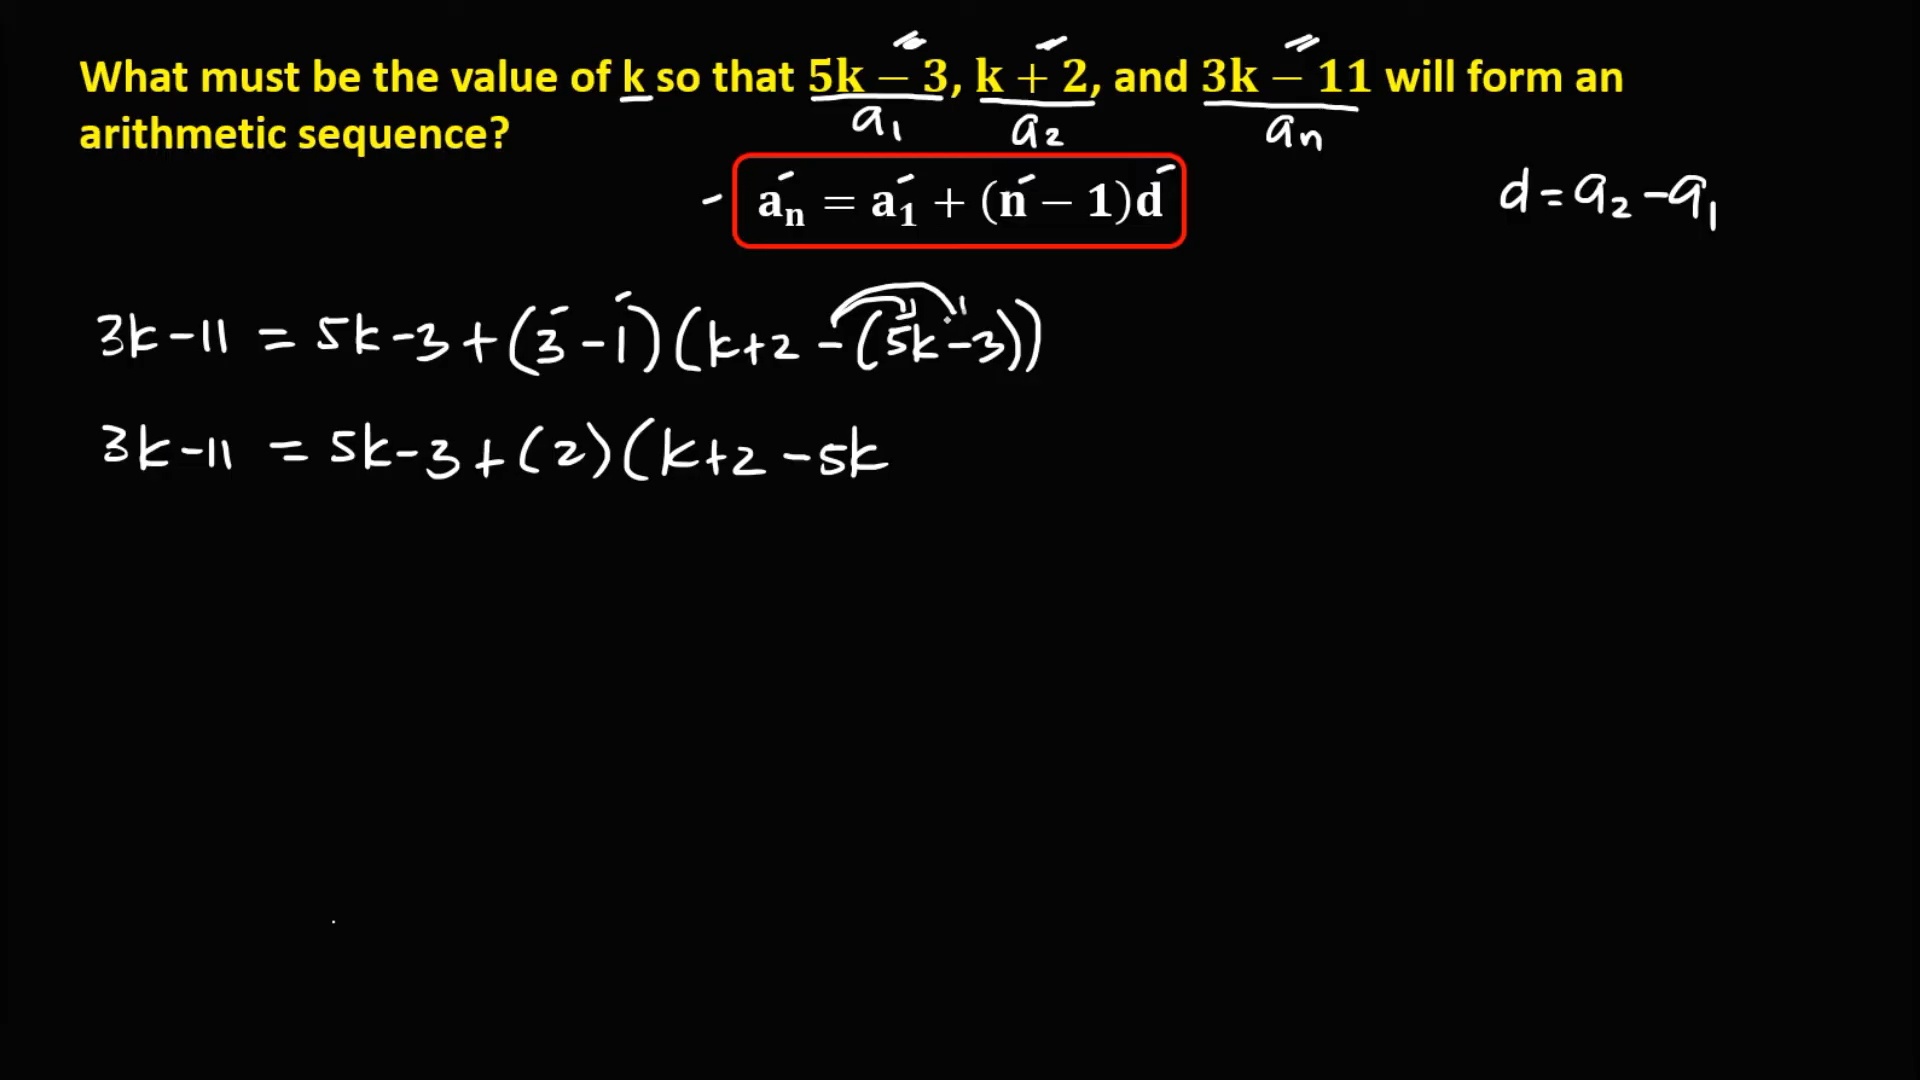 What must be the value of k so that 5k − 3, k + 2, and 3k − 11 will form an
a1 a2 an
arithmetic sequence?
an = a1 + (n − 1)d
d = a2 - a1
3k - 11 = 5k - 3 + (3 - 1)(k + 2 - (5k - 3))
3k - 11 = 5k - 3 + (2)(k + 2 - 5k